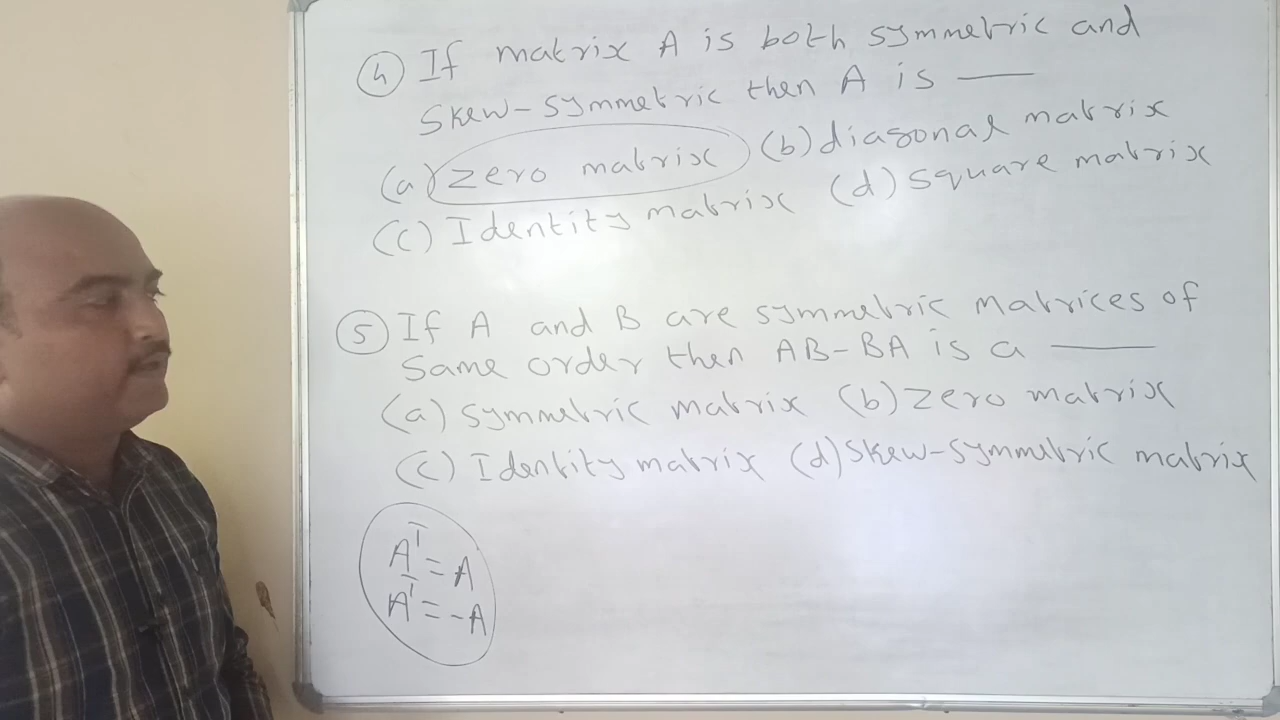 4 If matrix A is both symmetric and
Skew-symmetric then A is ——
(a) zero matrix (b) diagonal matrix
(c) Identity matrix (d) square matrix
5 If A and B are symmetric Matrices of
Same order then AB-BA is a ——
(a) symmetric matrix (b) zero matrix
(c) Identity matrix (d) Skew-symmetric matrix
Aᵀ = A
Aᵀ = -A